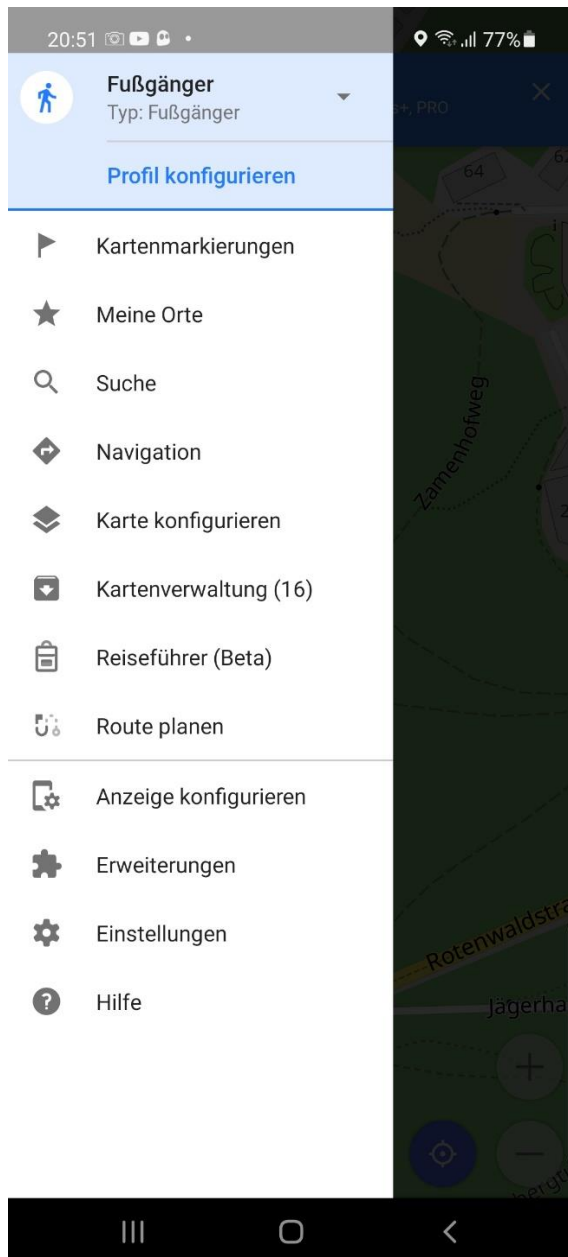 20:51
77%
Fußgänger
Typ: Fußgänger
Profil konfigurieren
Kartenmarkierungen
Meine Orte
Suche
Navigation
Karte konfigurieren
Kartenverwaltung (16)
Reiseführer (Beta)
Route planen
Anzeige konfigurieren
Erweiterungen
Einstellungen
Hilfe
PRO
64
Zamenhofweg
Rotenwaldstra
Jägerha